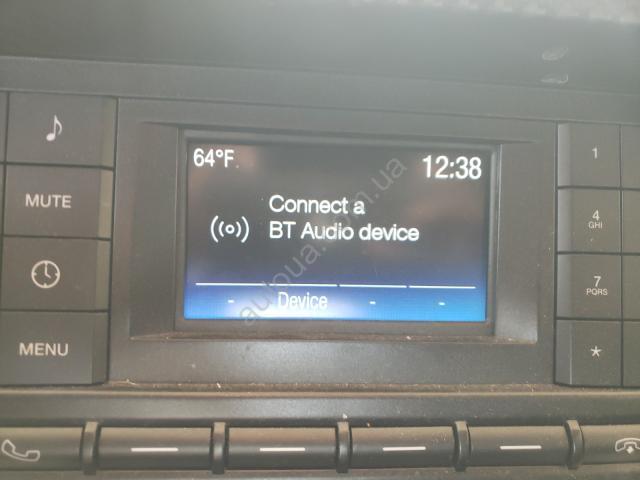 64°F
12:38
Connect a
BT Audio device
- Device - -
MUTE
MENU
1
4
GHI
7
PQRS
*
autoua.com.ua